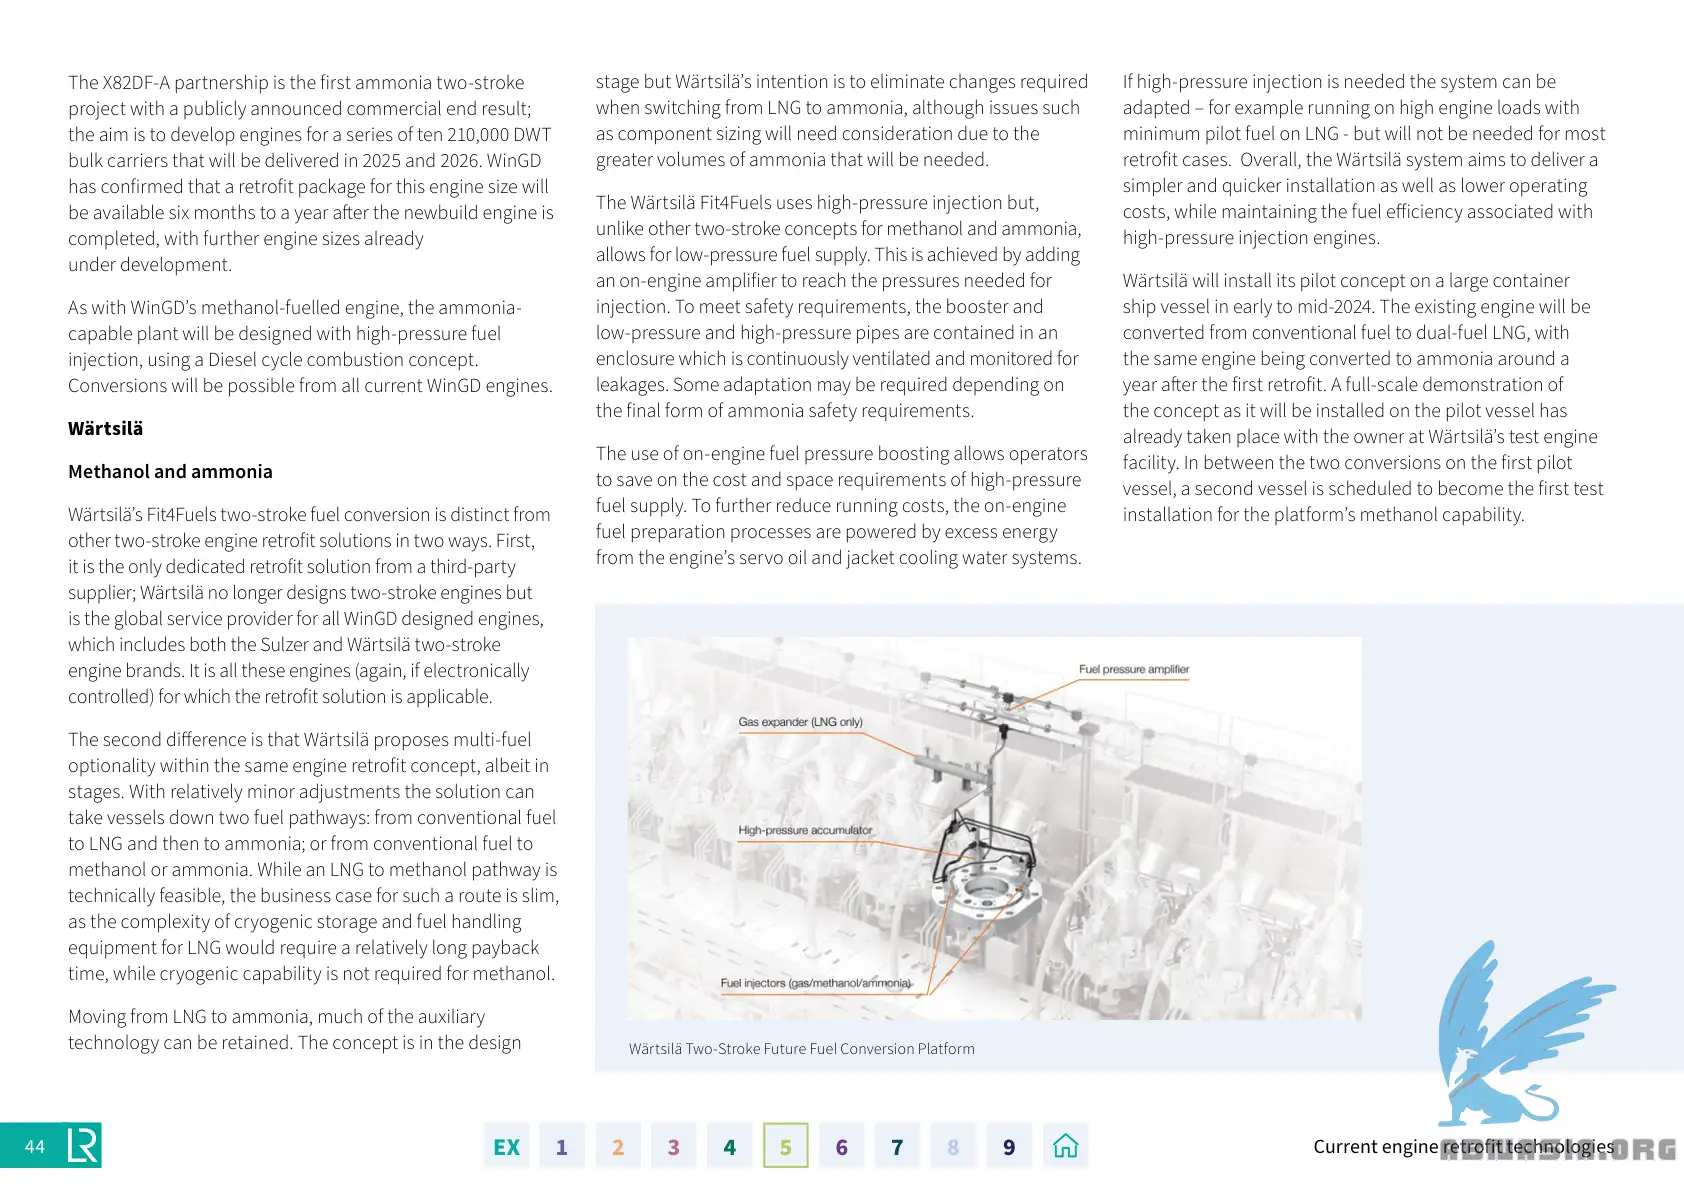 The X82DF-A partnership is the first ammonia two-stroke
project with a publicly announced commercial end result;
the aim is to develop engines for a series of ten 210,000 DWT
bulk carriers that will be delivered in 2025 and 2026. WinGD
has confirmed that a retrofit package for this engine size will
be available six months to a year after the newbuild engine is
completed, with further engine sizes already
under development.
As with WinGD’s methanol-fuelled engine, the ammonia-
capable plant will be designed with high-pressure fuel
injection, using a Diesel cycle combustion concept.
Conversions will be possible from all current WinGD engines.
Wärtsilä
Methanol and ammonia
Wärtsilä’s Fit4Fuels two-stroke fuel conversion is distinct from
other two-stroke engine retrofit solutions in two ways. First,
it is the only dedicated retrofit solution from a third-party
supplier; Wärtsilä no longer designs two-stroke engines but
is the global service provider for all WinGD designed engines,
which includes both the Sulzer and Wärtsilä two-stroke
engine brands. It is all these engines (again, if electronically
controlled) for which the retrofit solution is applicable.
The second difference is that Wärtsilä proposes multi-fuel
optionality within the same engine retrofit concept, albeit in
stages. With relatively minor adjustments the solution can
take vessels down two fuel pathways: from conventional fuel
to LNG and then to ammonia; or from conventional fuel to
methanol or ammonia. While an LNG to methanol pathway is
technically feasible, the business case for such a route is slim,
as the complexity of cryogenic storage and fuel handling
equipment for LNG would require a relatively long payback
time, while cryogenic capability is not required for methanol.
Moving from LNG to ammonia, much of the auxiliary
technology can be retained. The concept is in the design
stage but Wärtsilä’s intention is to eliminate changes required
when switching from LNG to ammonia, although issues such
as component sizing will need consideration due to the
greater volumes of ammonia that will be needed.
The Wärtsilä Fit4Fuels uses high-pressure injection but,
unlike other two-stroke concepts for methanol and ammonia,
allows for low-pressure fuel supply. This is achieved by adding
an on-engine amplifier to reach the pressures needed for
injection. To meet safety requirements, the booster and
low-pressure and high-pressure pipes are contained in an
enclosure which is continuously ventilated and monitored for
leakages. Some adaptation may be required depending on
the final form of ammonia safety requirements.
The use of on-engine fuel pressure boosting allows operators
to save on the cost and space requirements of high-pressure
fuel supply. To further reduce running costs, the on-engine
fuel preparation processes are powered by excess energy
from the engine’s servo oil and jacket cooling water systems.
If high-pressure injection is needed the system can be
adapted – for example running on high engine loads with
minimum pilot fuel on LNG - but will not be needed for most
retrofit cases.  Overall, the Wärtsilä system aims to deliver a
simpler and quicker installation as well as lower operating
costs, while maintaining the fuel efficiency associated with
high-pressure injection engines.
Wärtsilä will install its pilot concept on a large container
ship vessel in early to mid-2024. The existing engine will be
converted from conventional fuel to dual-fuel LNG, with
the same engine being converted to ammonia around a
year after the first retrofit. A full-scale demonstration of
the concept as it will be installed on the pilot vessel has
already taken place with the owner at Wärtsilä’s test engine
facility. In between the two conversions on the first pilot
vessel, a second vessel is scheduled to become the first test
installation for the platform’s methanol capability.
Fuel pressure amplifier
Gas expander (LNG only)
High-pressure accumulator
Fuel injectors (gas/methanol/ammonia)
Wärtsilä Two-Stroke Future Fuel Conversion Platform
44 LR
EX 1 2 3 4 5 6 7 8 9
Current engine retrofit technologies
ABINASIA.ORG